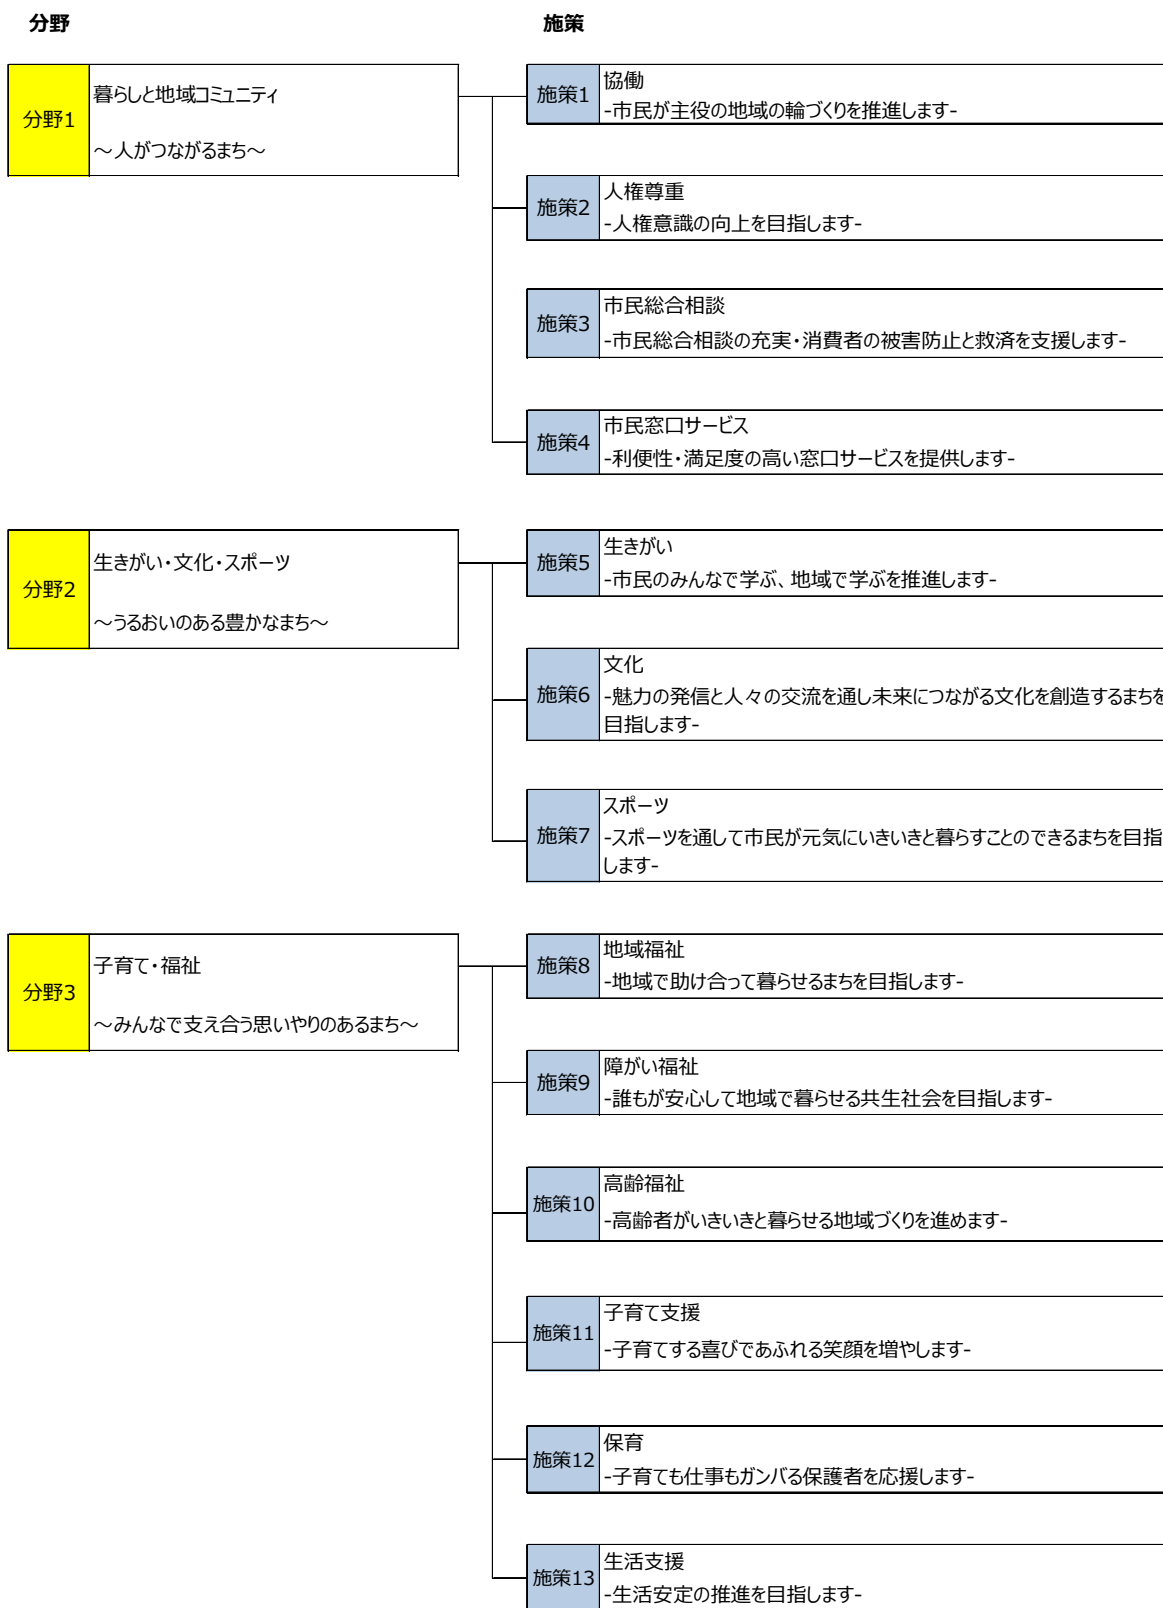 分野
施策
分野1
暮らしと地域コミュニティ
～人がつながるまち～
施策1
協働
-市民が主役の地域の輪づくりを推進します-
施策2
人権尊重
-人権意識の向上を目指します-
施策3
市民総合相談
-市民総合相談の充実・消費者の被害防止と救済を支援します-
施策4
市民窓口サービス
-利便性・満足度の高い窓口サービスを提供します-
分野2
生きがい・文化・スポーツ
～うるおいのある豊かなまち～
施策5
生きがい
-市民のみんなで学ぶ、地域で学ぶを推進します-
施策6
文化
-魅力の発信と人々の交流を通し未来につながる文化を創造するまちを
目指します-
施策7
スポーツ
-スポーツを通して市民が元気にいきいきと暮らすことのできるまちを目指
します-
分野3
子育て・福祉
～みんなで支え合う思いやりのあるまち～
施策8
地域福祉
-地域で助け合って暮らせるまちを目指します-
施策9
障がい福祉
-誰もが安心して地域で暮らせる共生社会を目指します-
施策10
高齢福祉
-高齢者がいきいきと暮らせる地域づくりを進めます-
施策11
子育て支援
-子育てする喜びであふれる笑顔を増やします-
施策12
保育
-子育ても仕事もガンバる保護者を応援します-
施策13
生活支援
-生活安定の推進を目指します-